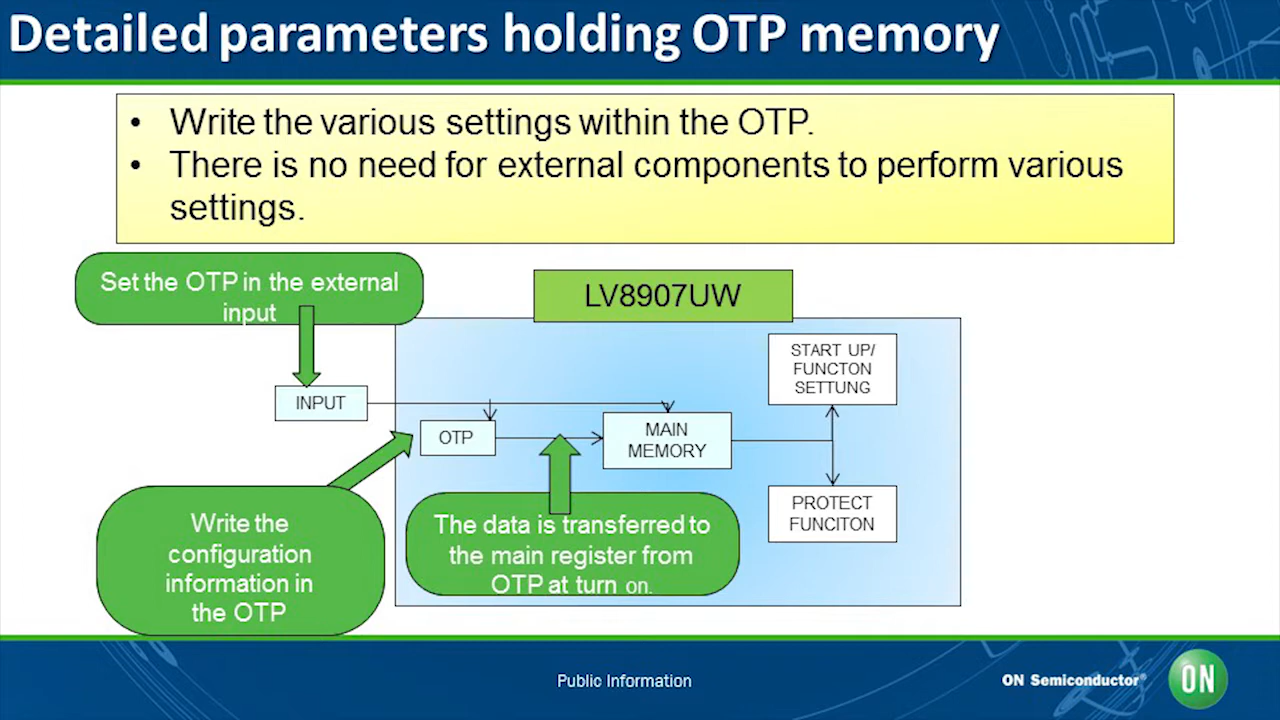 Detailed parameters holding OTP memory
• Write the various settings within the OTP.
• There is no need for external components to perform various
settings.
Set the OTP in the external
input
LV8907UW
START UP/
FUNCTON
SETTUNG
INPUT
OTP
MAIN
MEMORY
PROTECT
FUNCITON
Write the
configuration
information in
the OTP
The data is transferred to
the main register from
OTP at turn on.
Public Information
ON Semiconductor®
ON